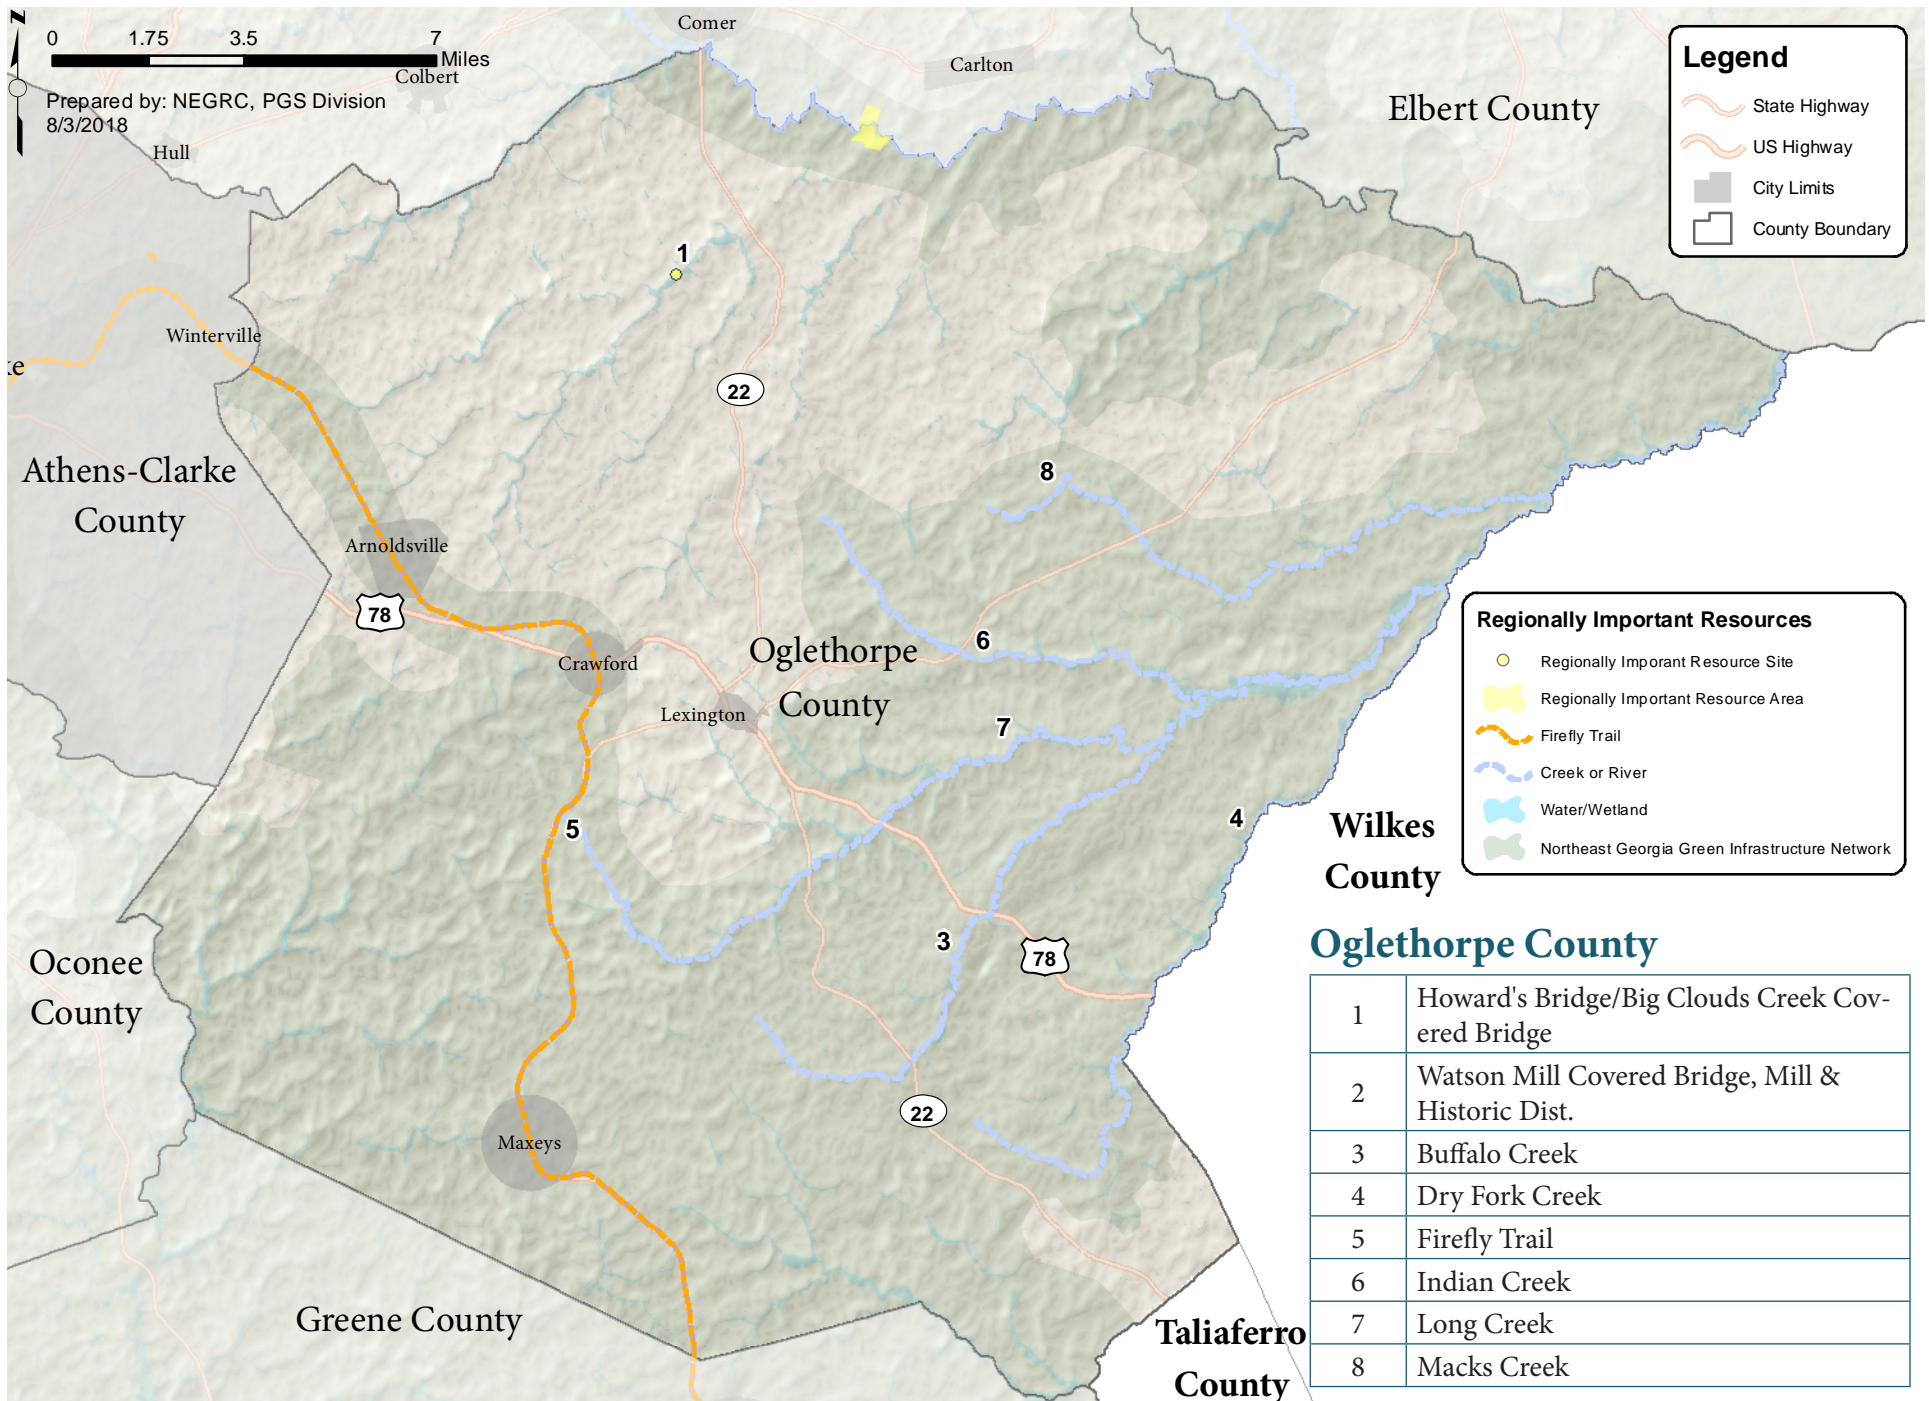 N
0 1.75 3.5 7
Miles
Prepared by: NEGRC, PGS Division
8/3/2018
Comer
Colbert
Carlton
Hull
Elbert County
Legend
State Highway
US Highway
City Limits
County Boundary
1
Winterville
ke
22
Athens-Clarke
County
8
Arnoldsville
78
Crawford
Oglethorpe
County
6
Lexington
7
Regionally Important Resources
Regionally Imporant Resource Site
Regionally Important Resource Area
Firefly Trail
Creek or River
Water/Wetland
Northeast Georgia Green Infrastructure Network
5
4
Wilkes
County
3
78
Oconee
County
22
Maxeys
Greene County
Taliaferro
County
Oglethorpe County
1 Howard's Bridge/Big Clouds Creek Cov-
ered Bridge
2 Watson Mill Covered Bridge, Mill &
Historic Dist.
3 Buffalo Creek
4 Dry Fork Creek
5 Firefly Trail
6 Indian Creek
7 Long Creek
8 Macks Creek